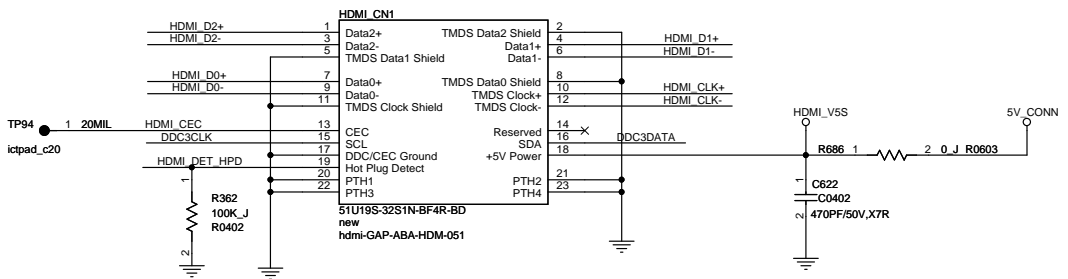 HDMI_CN1
HDMI_D2+ 1 Data2+ TMDS Data2 Shield 2
HDMI_D2- 3 Data2- Data1+ 4 HDMI_D1+
5 TMDS Data1 Shield Data1- 6 HDMI_D1-
HDMI_D0+ 7 Data0+ TMDS Data0 Shield 8
HDMI_D0- 9 Data0- TMDS Clock+ 10 HDMI_CLK+
11 TMDS Clock Shield TMDS Clock- 12 HDMI_CLK-
HDMI_V5S 5V_CONN
TP94 1 20MIL HDMI_CEC 13 CEC Reserved 14
ictpad_c20 DDC3CLK 15 SCL SDA 16 DDC3DATA
17 DDC/CEC Ground +5V Power 18 R686 1 2 0_J R0603
HDMI_DET_HPD 19 Hot Plug Detect
20 PTH1 PTH2 21
22 PTH3 PTH4 23
1 R362
100K_J
R0402
2
1 C622
C0402
2 470PF/50V,X7R
51U19S-32S1N-BF4R-BD
new
hdmi-GAP-ABA-HDM-051